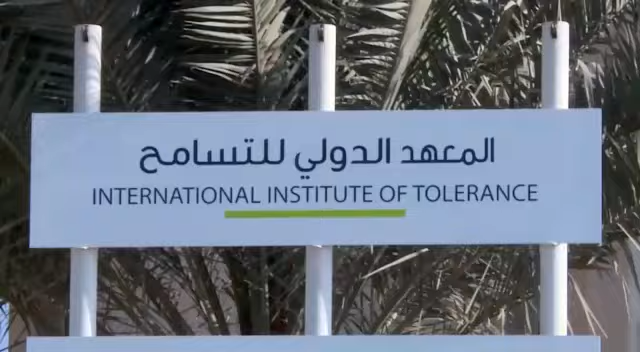 المعهد الدولي للتسامح
INTERNATIONAL INSTITUTE OF TOLERANCE